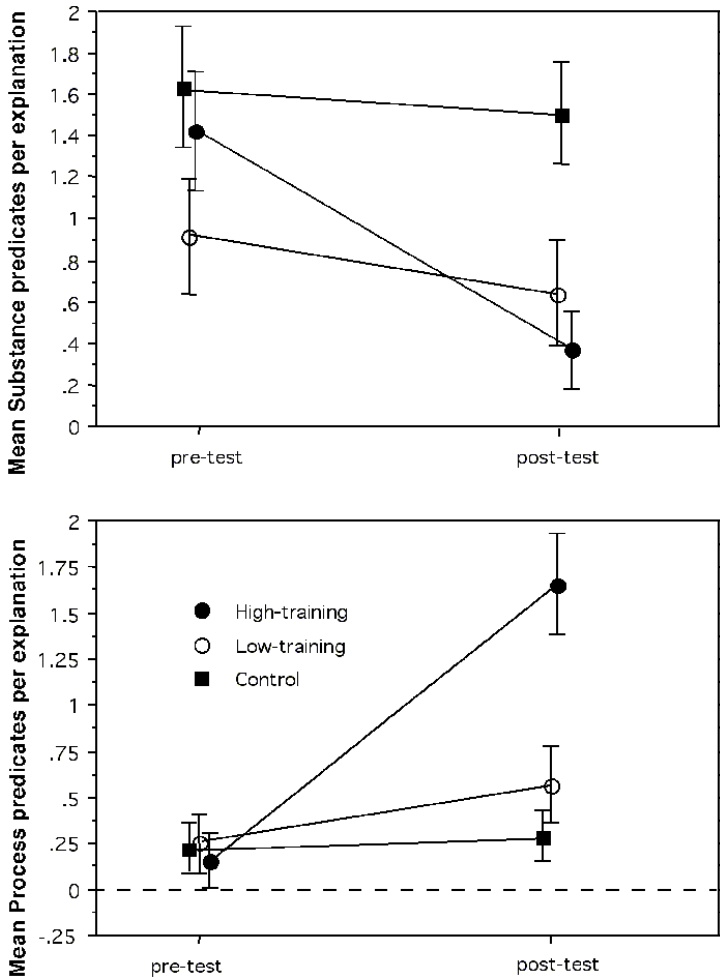 Mean Substance predicates per explanation
2
1.8
1.6
1.4
1.2
1
.8
.6
.4
.2
0
pre-test
post-test
Mean Process predicates per explanation
2
1.75
1.5
1.25
1
.75
.5
.25
0
-.25
High-training
Low-training
Control
pre-test
post-test